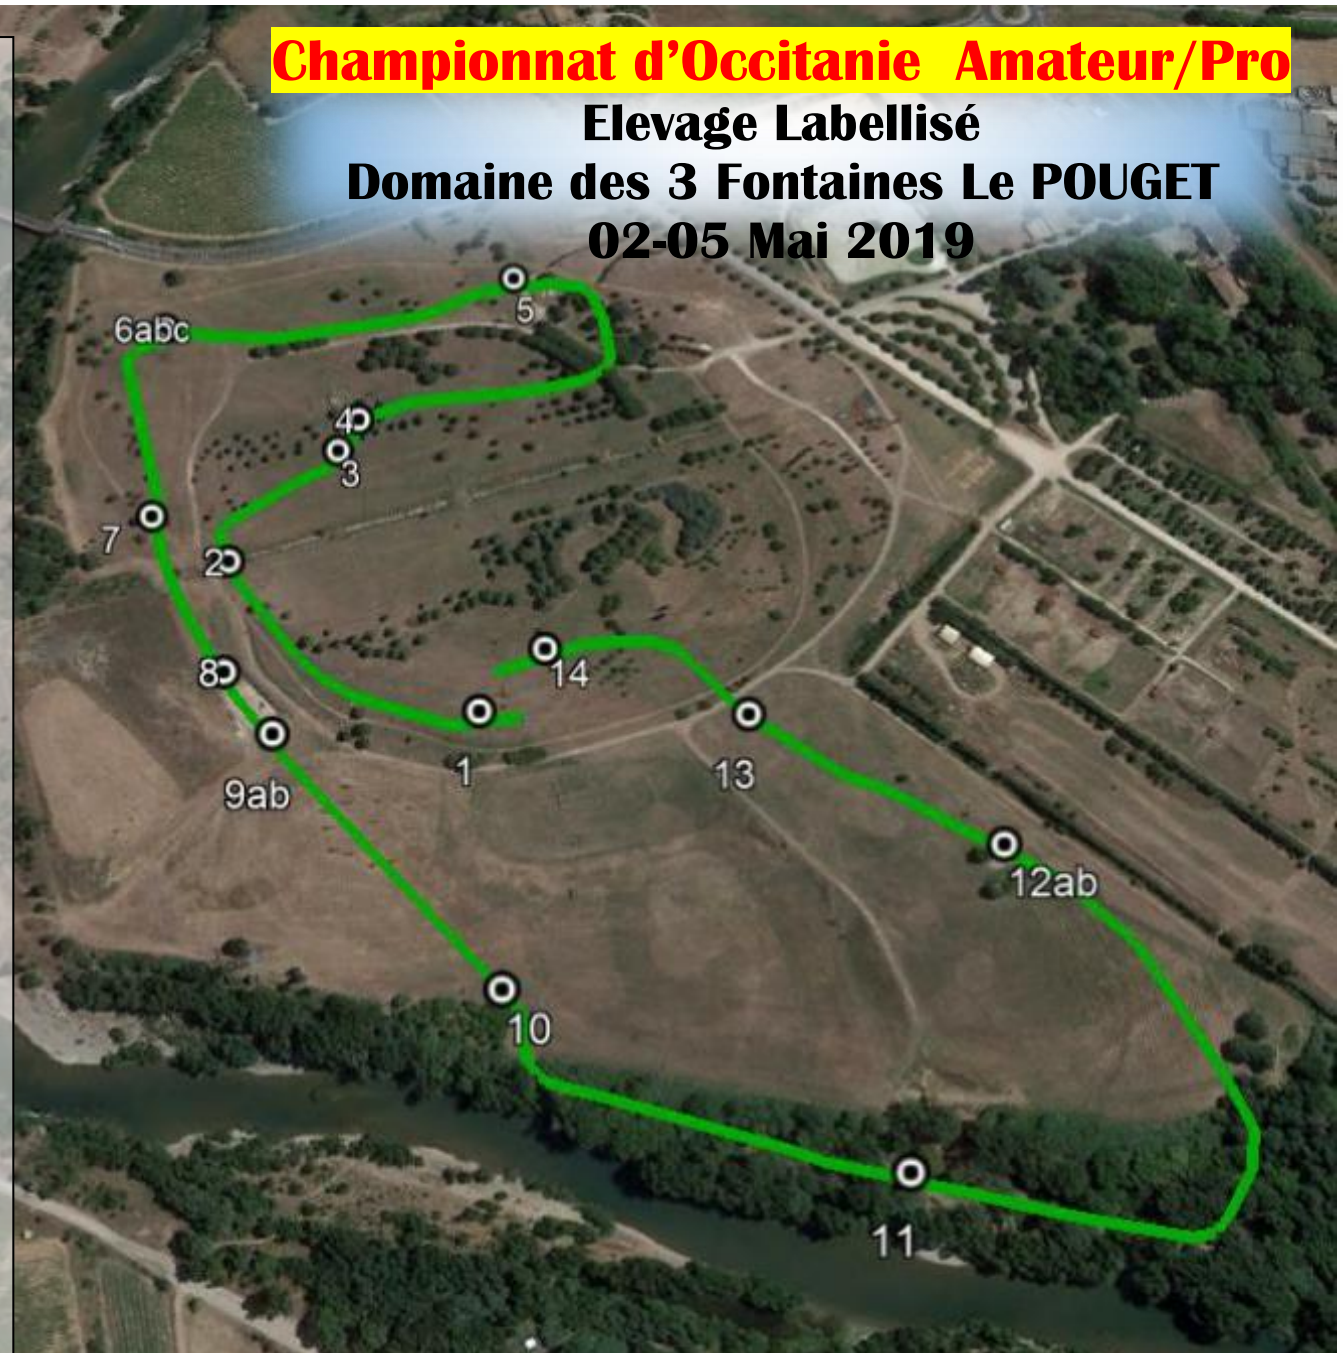 Championnat d’Occitanie Amateur/Pro
Elevage Labellisé
Domaine des 3 Fontaines Le POUGET
02-05 Mai 2019
5
6abc
4
3
7
2
8
14
1
13
9ab
12ab
10
11